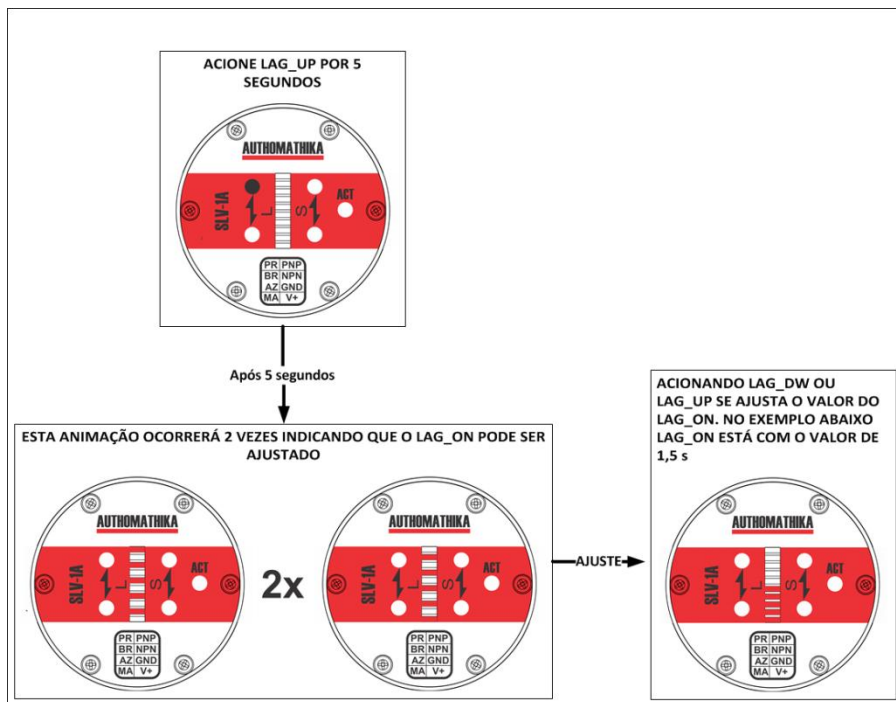 ACIONE LAG_UP POR 5
SEGUNDOS
AUTHOMATHIKA
SLV-1A
L
S
ACT
PR PNP
BR NPN
AZ GND
MA V+
Após 5 segundos
ESTA ANIMAÇÃO OCORRERÁ 2 VEZES INDICANDO QUE O LAG_ON PODE SER
AJUSTADO
AUTHOMATHIKA
SLV-1A
L
S
ACT
PR PNP
BR NPN
AZ GND
MA V+
2x
AUTHOMATHIKA
SLV-1A
L
S
ACT
PR PNP
BR NPN
AZ GND
MA V+
AJUSTE
ACIONANDO LAG_DW OU
LAG_UP SE AJUSTA O VALOR DO
LAG_ON. NO EXEMPLO ABAIXO
LAG_ON ESTÁ COM O VALOR DE
1,5 s
AUTHOMATHIKA
SLV-1A
L
S
ACT
PR PNP
BR NPN
AZ GND
MA V+